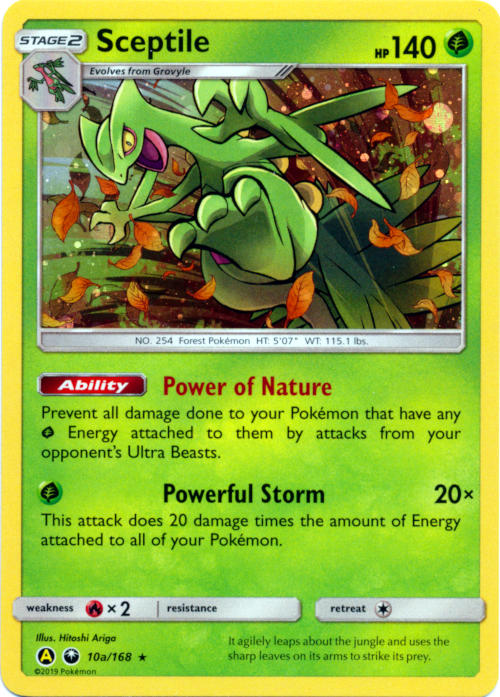 STAGE2 Sceptile HP 140
Evolves from Grovyle
NO. 254 Forest Pokémon HT: 5'07" WT: 115.1 lbs.
Ability Power of Nature
Prevent all damage done to your Pokémon that have any
Energy attached to them by attacks from your
opponent's Ultra Beasts.
Powerful Storm 20×
This attack does 20 damage times the amount of Energy
attached to all of your Pokémon.
weakness × 2 resistance retreat
Illus. Hitoshi Ariga
A 10a/168 ★
©2019 Pokémon
It agilely leaps about the jungle and uses the
sharp leaves on its arms to strike its prey.